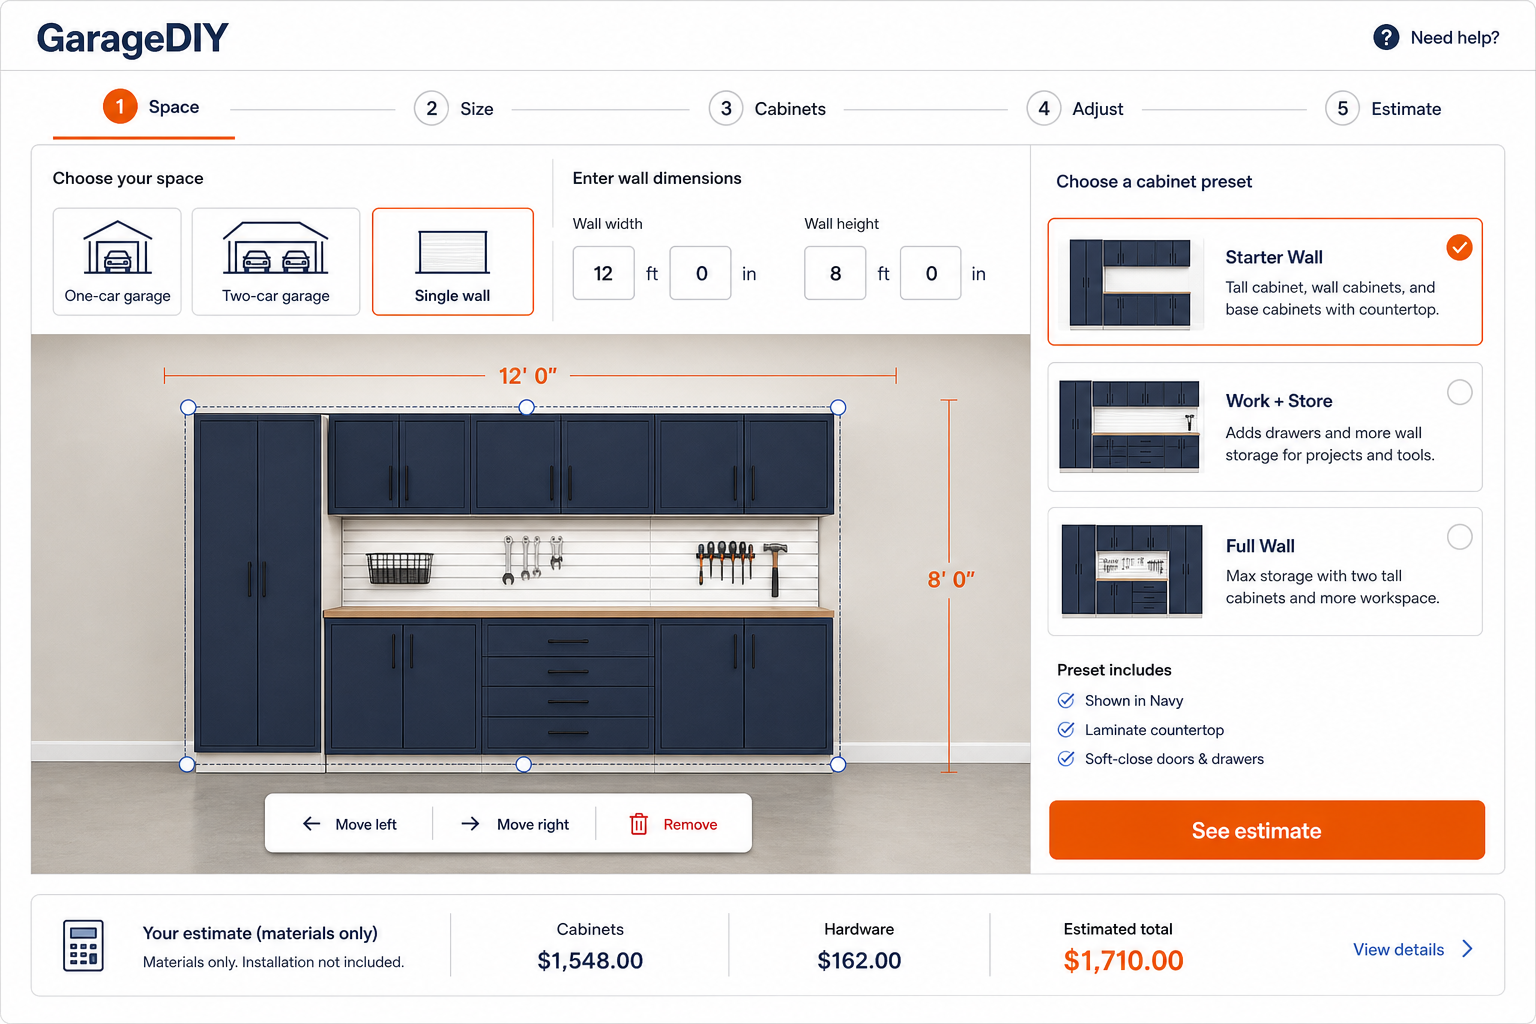 GarageDIY
? Need help?
1 Space
2 Size
3 Cabinets
4 Adjust
5 Estimate
Choose your space
One-car garage
Two-car garage
Single wall
Enter wall dimensions
Wall width
Wall height
12 ft 0 in
8 ft 0 in
12' 0"
8' 0"
Move left
Move right
Remove
Choose a cabinet preset
Starter Wall
Tall cabinet, wall cabinets, and
base cabinets with countertop.
Work + Store
Adds drawers and more wall
storage for projects and tools.
Full Wall
Max storage with two tall
cabinets and more workspace.
Preset includes
Shown in Navy
Laminate countertop
Soft-close doors & drawers
See estimate
Your estimate (materials only)
Materials only. Installation not included.
Cabinets
$1,548.00
Hardware
$162.00
Estimated total
$1,710.00
View details